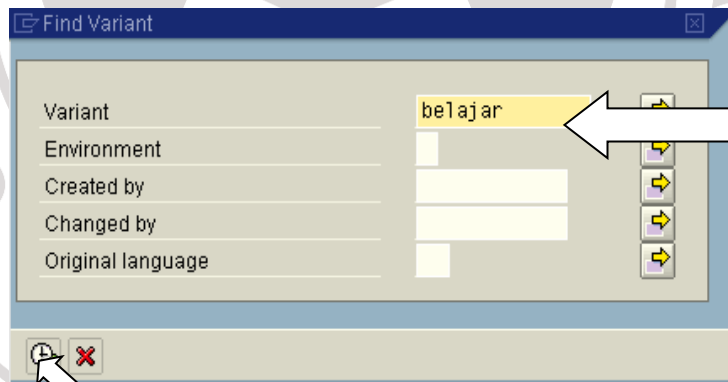 Find Variant
Variant belajar
Environment
Created by
Changed by
Original language